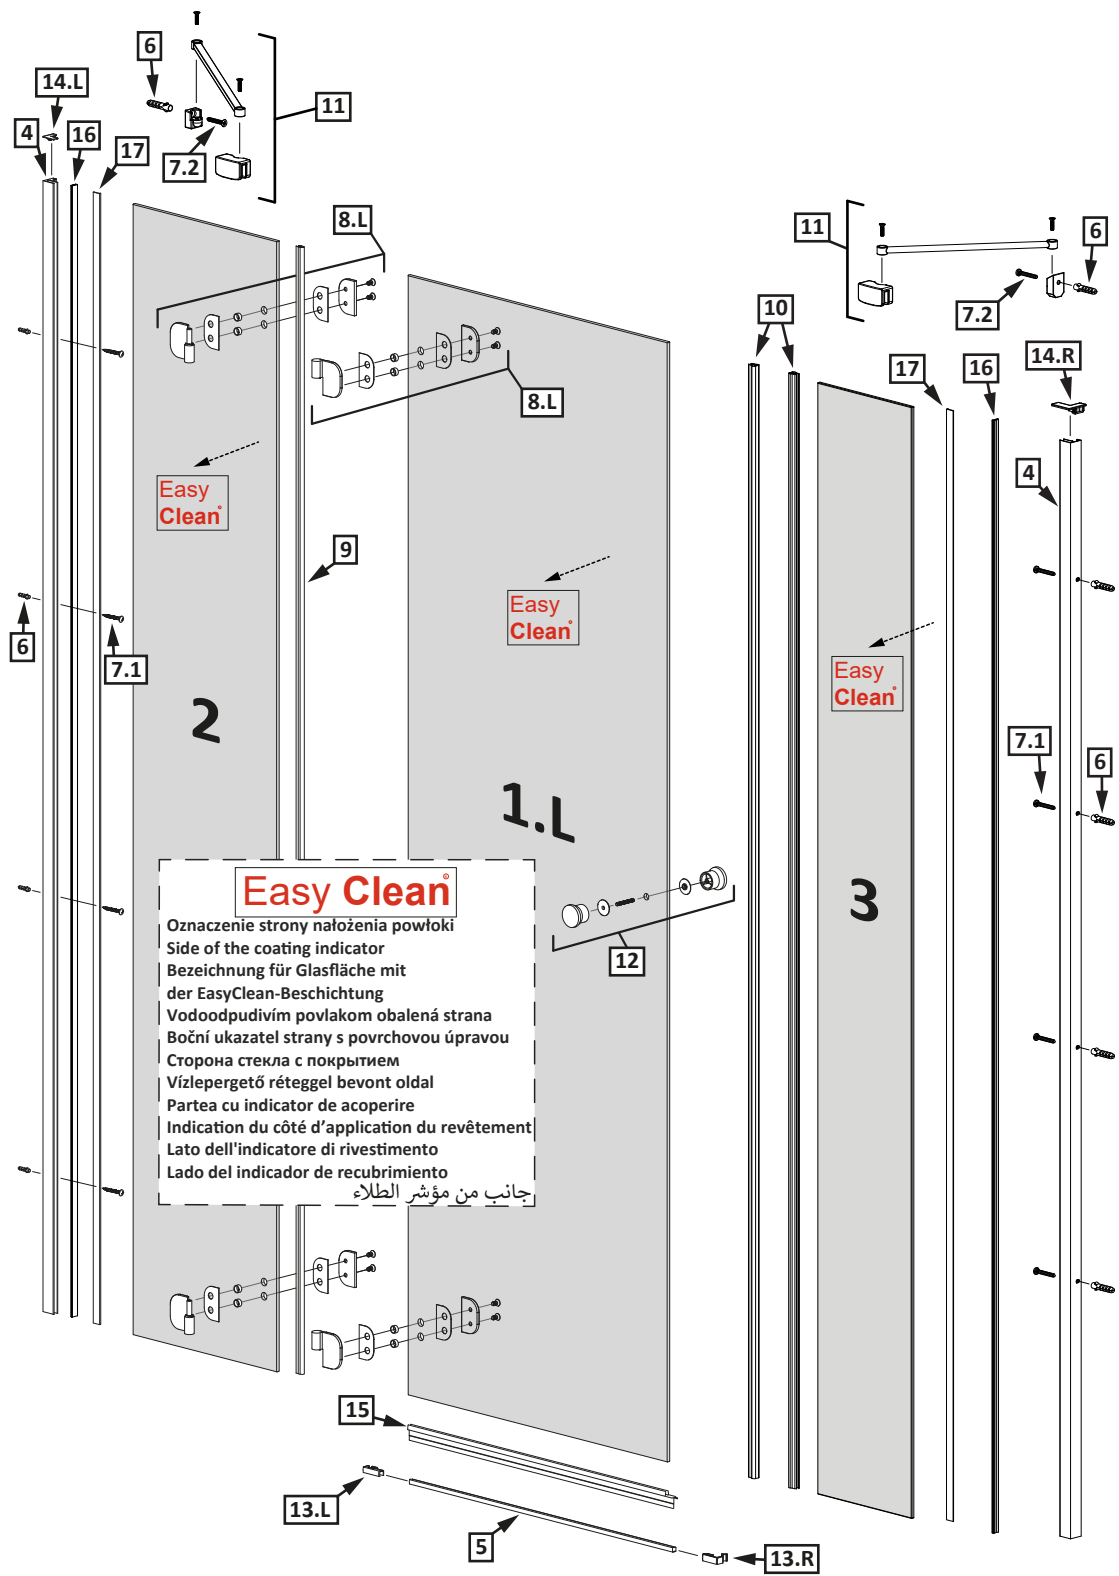 6
14.L
11
4
16
17
7.2
8.L
11
6
7.2
10
14.R
17
16
8.L
4
Easy
Clean®
9
Easy
Clean®
6
7.1
Easy
Clean®
2
7.1
6
1.L
3
Easy Clean®
Oznaczenie strony nałożenia powłoki
Side of the coating indicator
Bezeichnung für Glasfläche mit
der EasyClean-Beschichtung
Vodoodpudivím povlakom obalená strana
Boční ukazatel strany s povrchovou úpravou
Сторона стекла с покрытием
Vízlepergető réteggel bevont oldal
Partea cu indicator de acoperire
Indication du côté d’application du revêtement
Lato dell'indicatore di rivestimento
Lado del indicador de recubrimiento
جانب من مؤشر الطلاء
12
15
13.L
5
13.R